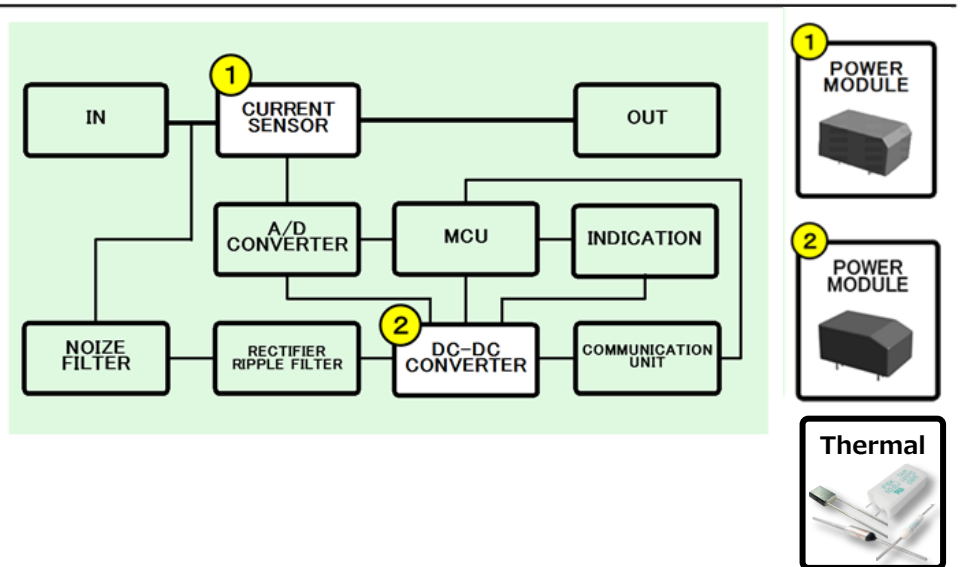 1
IN
CURRENT
SENSOR
OUT
A/D
CONVERTER
MCU
INDICATION
2
NOIZE
FILTER
RECTIFIER
RIPPLE FILTER
DC-DC
CONVERTER
COMMUNICATION
UNIT
1
POWER
MODULE
2
POWER
MODULE
Thermal